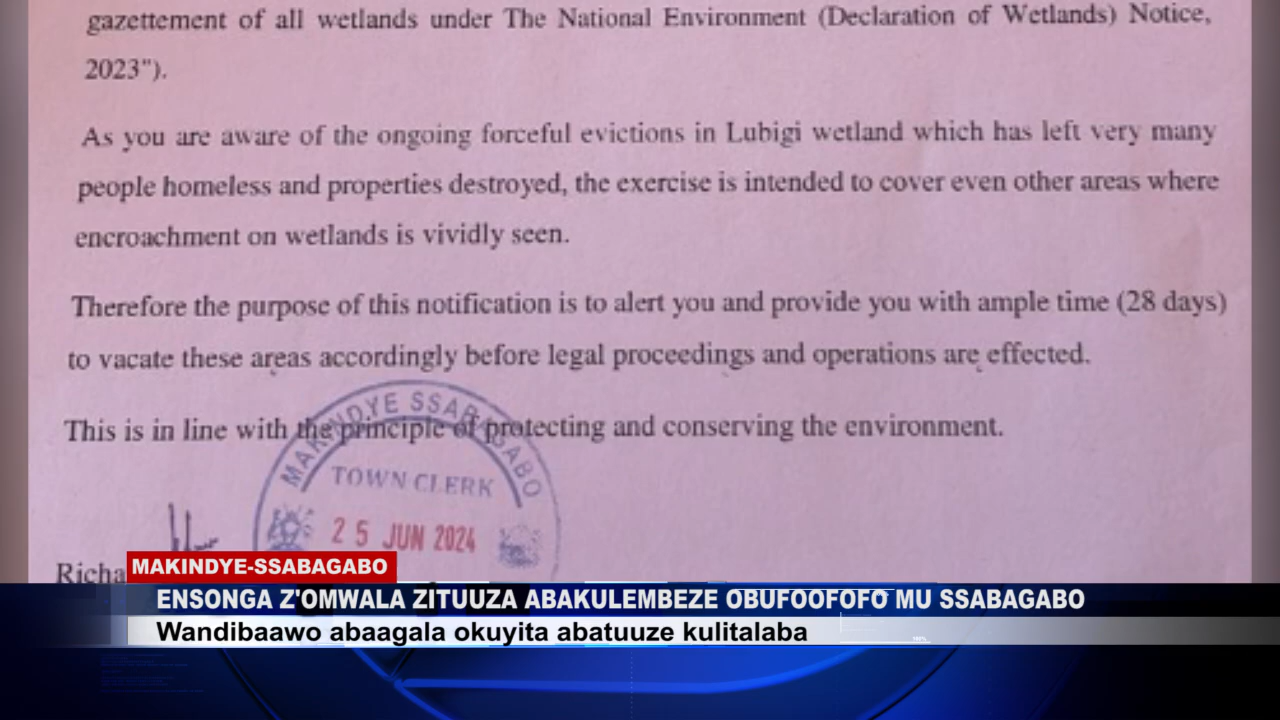 gazettement of all wetlands under The National Environment (Declaration of Wetlands) Notice,
2023").
As you are aware of the ongoing forceful evictions in Lubigi wetland which has left very many
people homeless and properties destroyed, the exercise is intended to cover even other areas where
encroachment on wetlands is vividly seen.
Therefore the purpose of this notification is to alert you and provide you with ample time (28 days)
to vacate these areas accordingly before legal proceedings and operations are effected.
This is in line with the principle of protecting and conserving the environment.
MAKINDYE SSABAGABO
TOWN CLERK
25 JUN 2024
MAKINDYE-SSABAGABO
ENSONGA Z'OMWALA ZITUUZA ABAKULEMBEZE OBUFOOFOFO MU SSABAGABO
Wandibaawo abaagala okuyita abatuuze kulitalaba